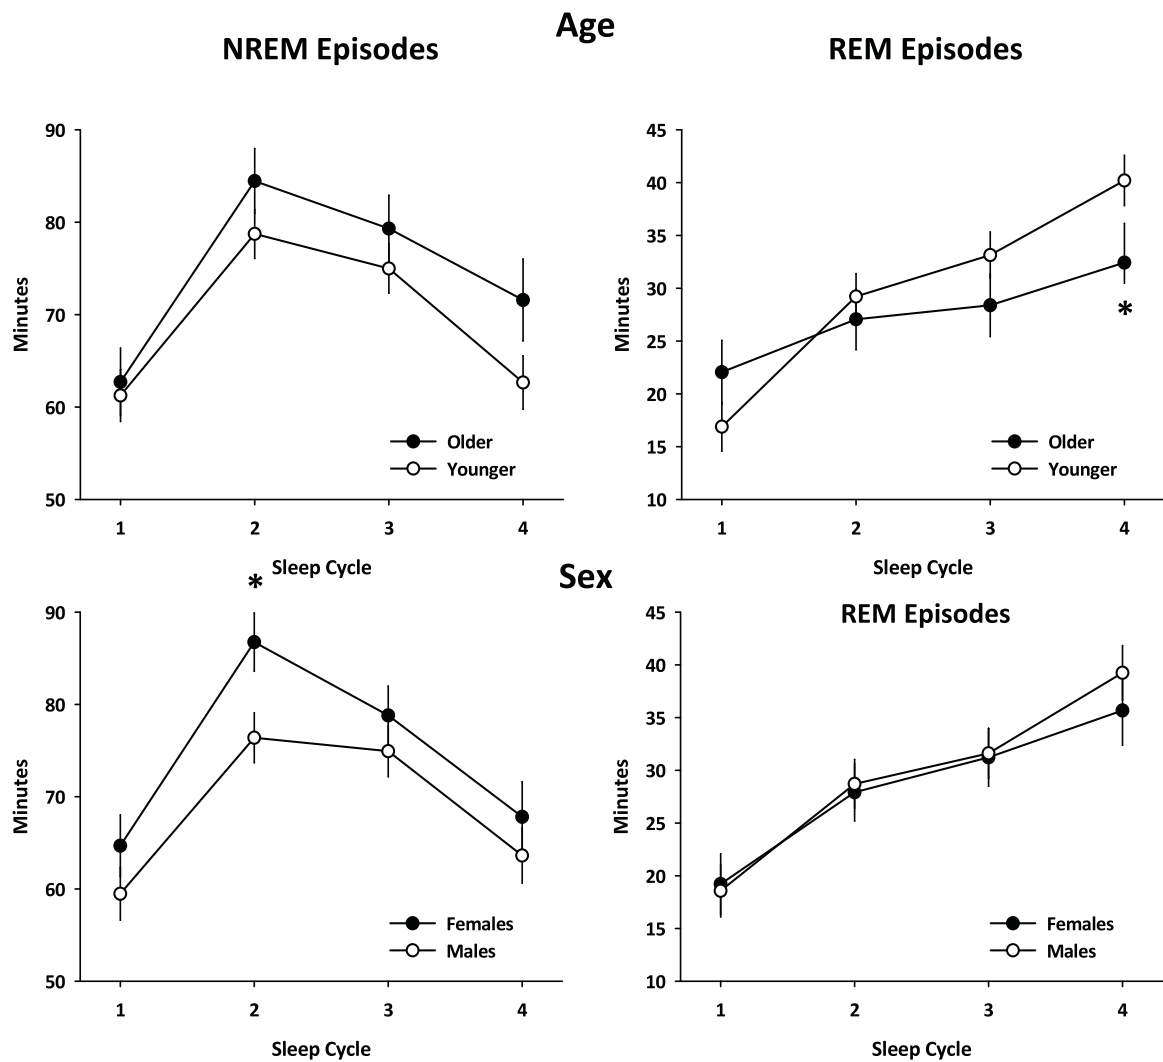 Age
NREM Episodes
REM Episodes
90
80
70
60
50
Minutes
Older
Younger
1 2 3 4
Sleep Cycle
45
40
35
30
25
20
15
10
Minutes
*
Older
Younger
1 2 3 4
Sleep Cycle
Sex
*
90
80
70
60
50
Minutes
Females
Males
1 2 3 4
Sleep Cycle
REM Episodes
45
40
35
30
25
20
15
10
Minutes
Females
Males
1 2 3 4
Sleep Cycle